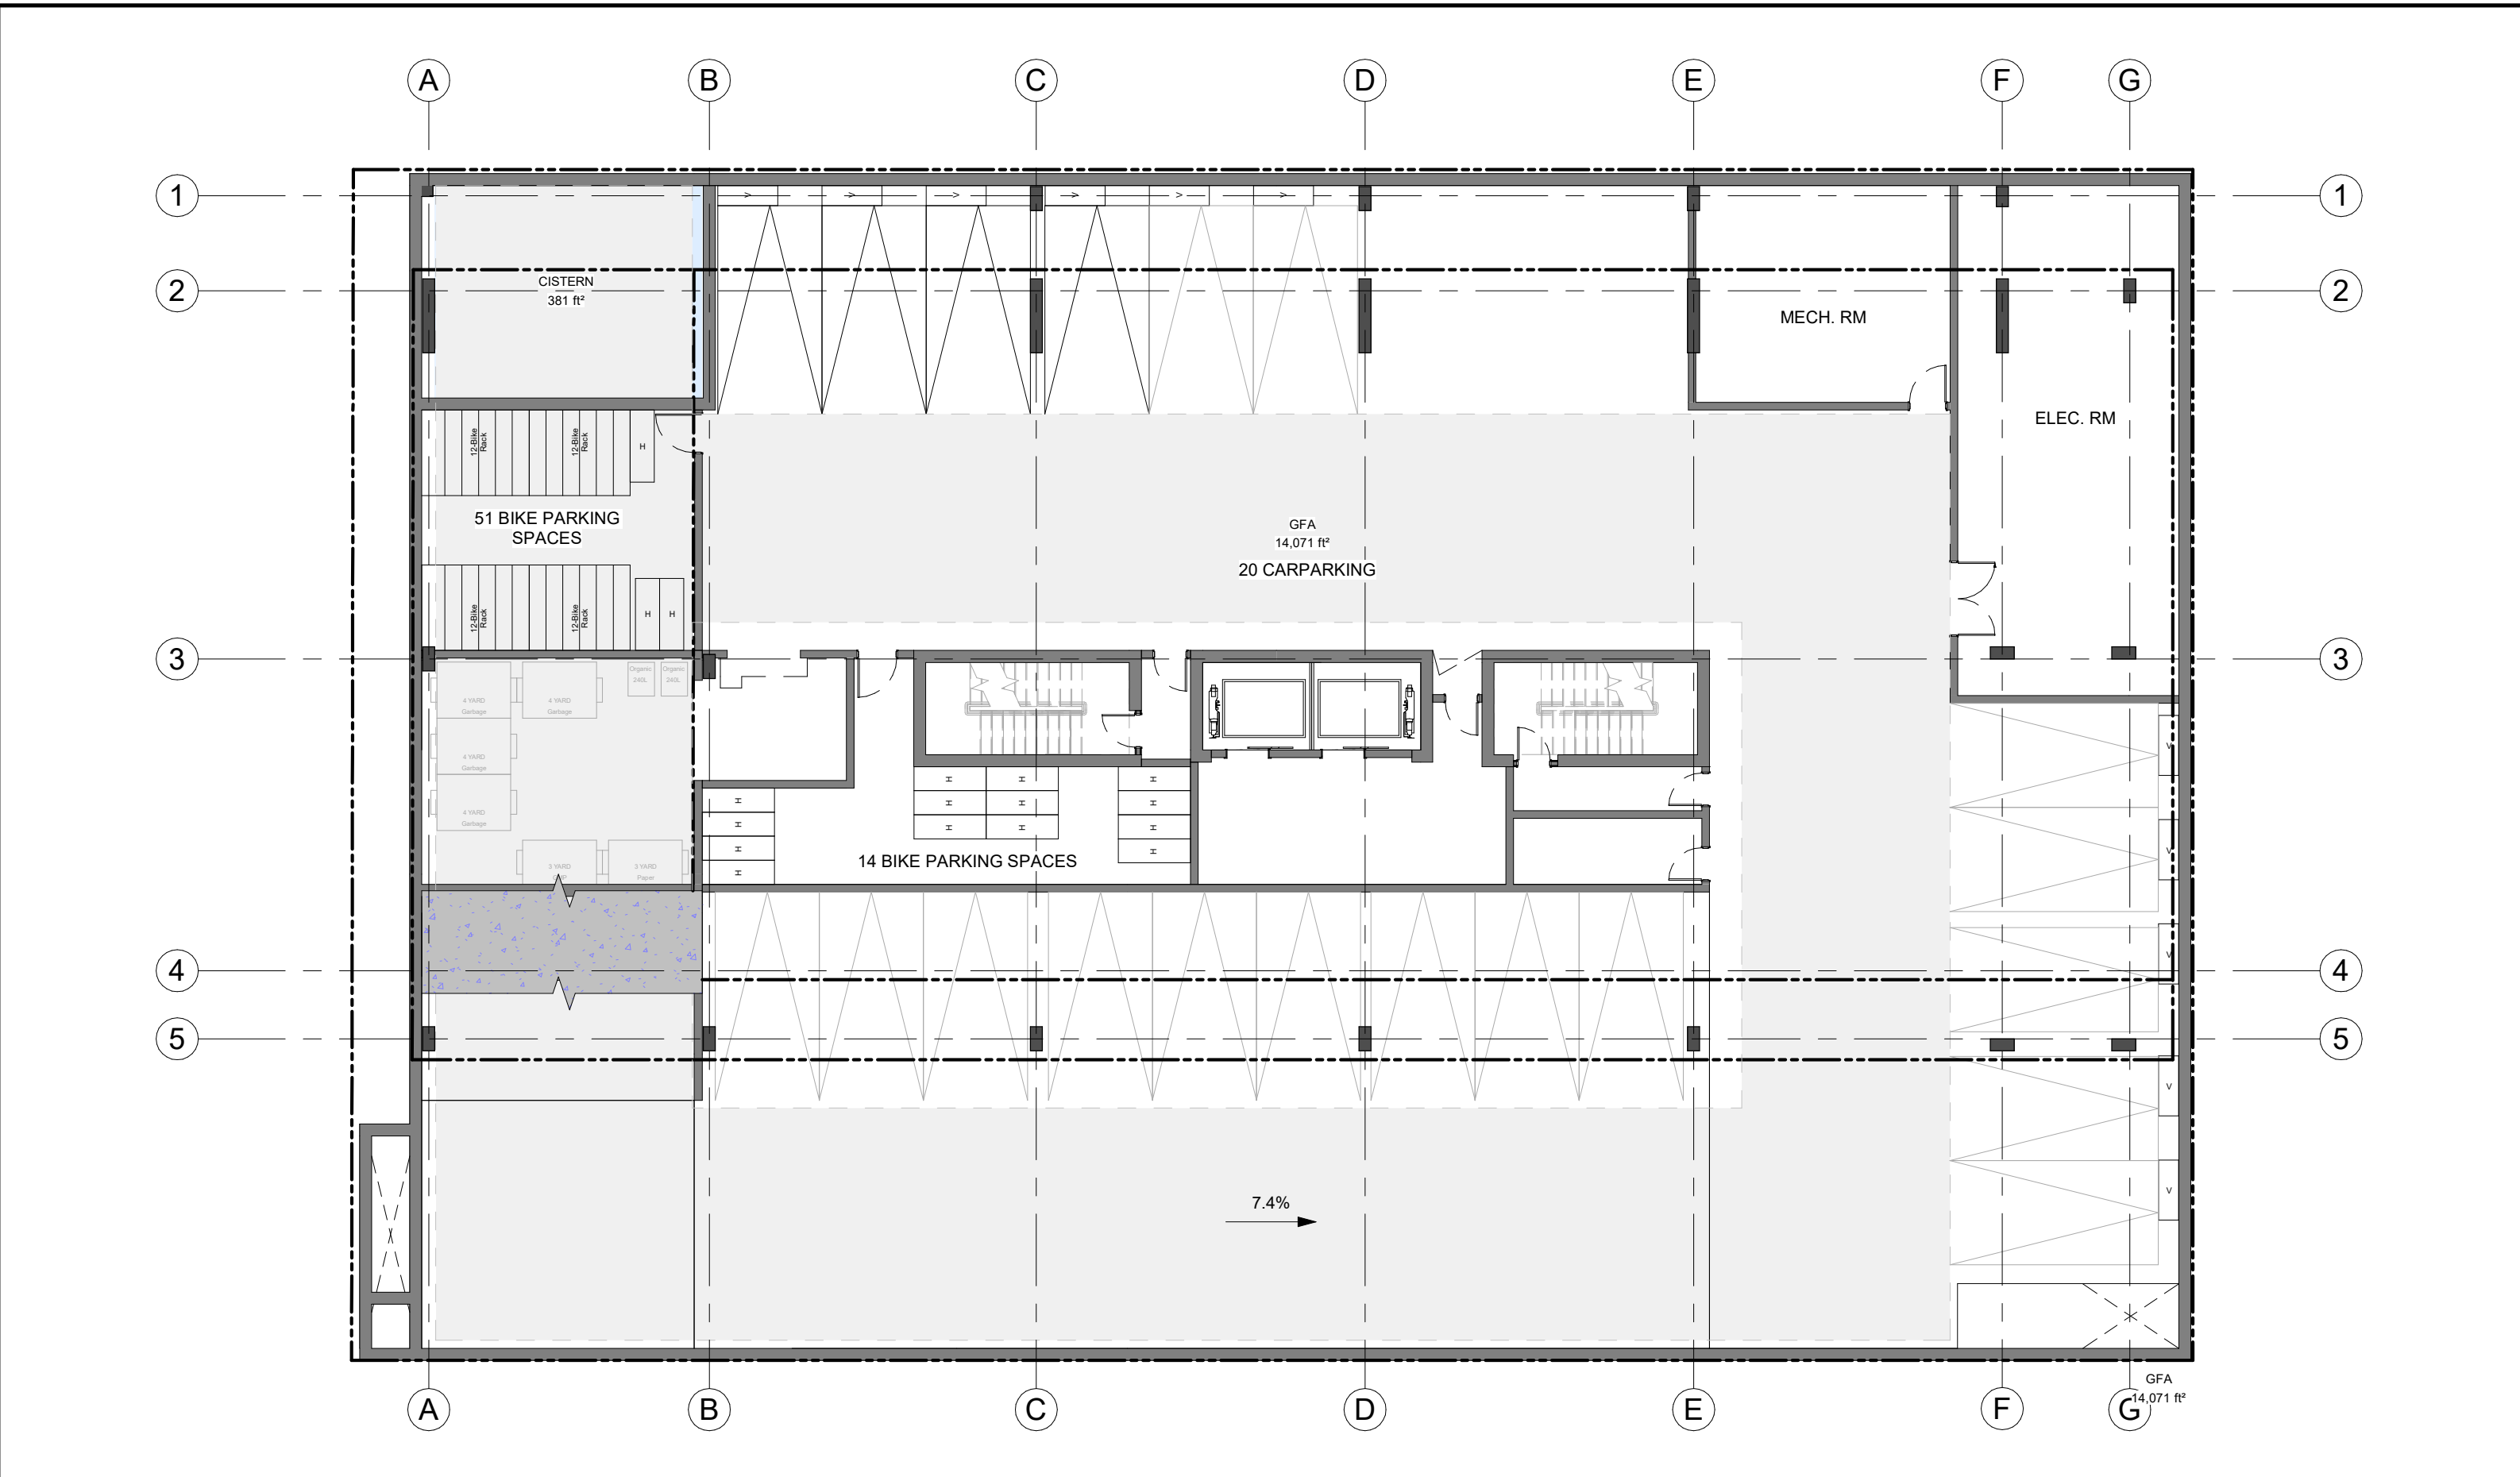 A B C D E F G
1 1
> > > > > >
CISTERN
2 381 ft² 2
MECH. RM
ELEC. RM
12-Bike Rack 12-Bike Rack H
51 BIKE PARKING
SPACES
GFA
14,071 ft²
20 CARPARKING
12-Bike Rack 12-Bike Rack H H
3 3
Organic Organic
240L 240L
4 YARD 4 YARD
Garbage Garbage
V
4 YARD
Garbage
H H H
H H H H
4 YARD
Garbage
H H H H
H H
V
14 BIKE PARKING SPACES
3 YARD 3 YARD
Paper
H
V
4 4
5 5
V
V
7.4%
GFA
14,071 ft²
A B C D E F G